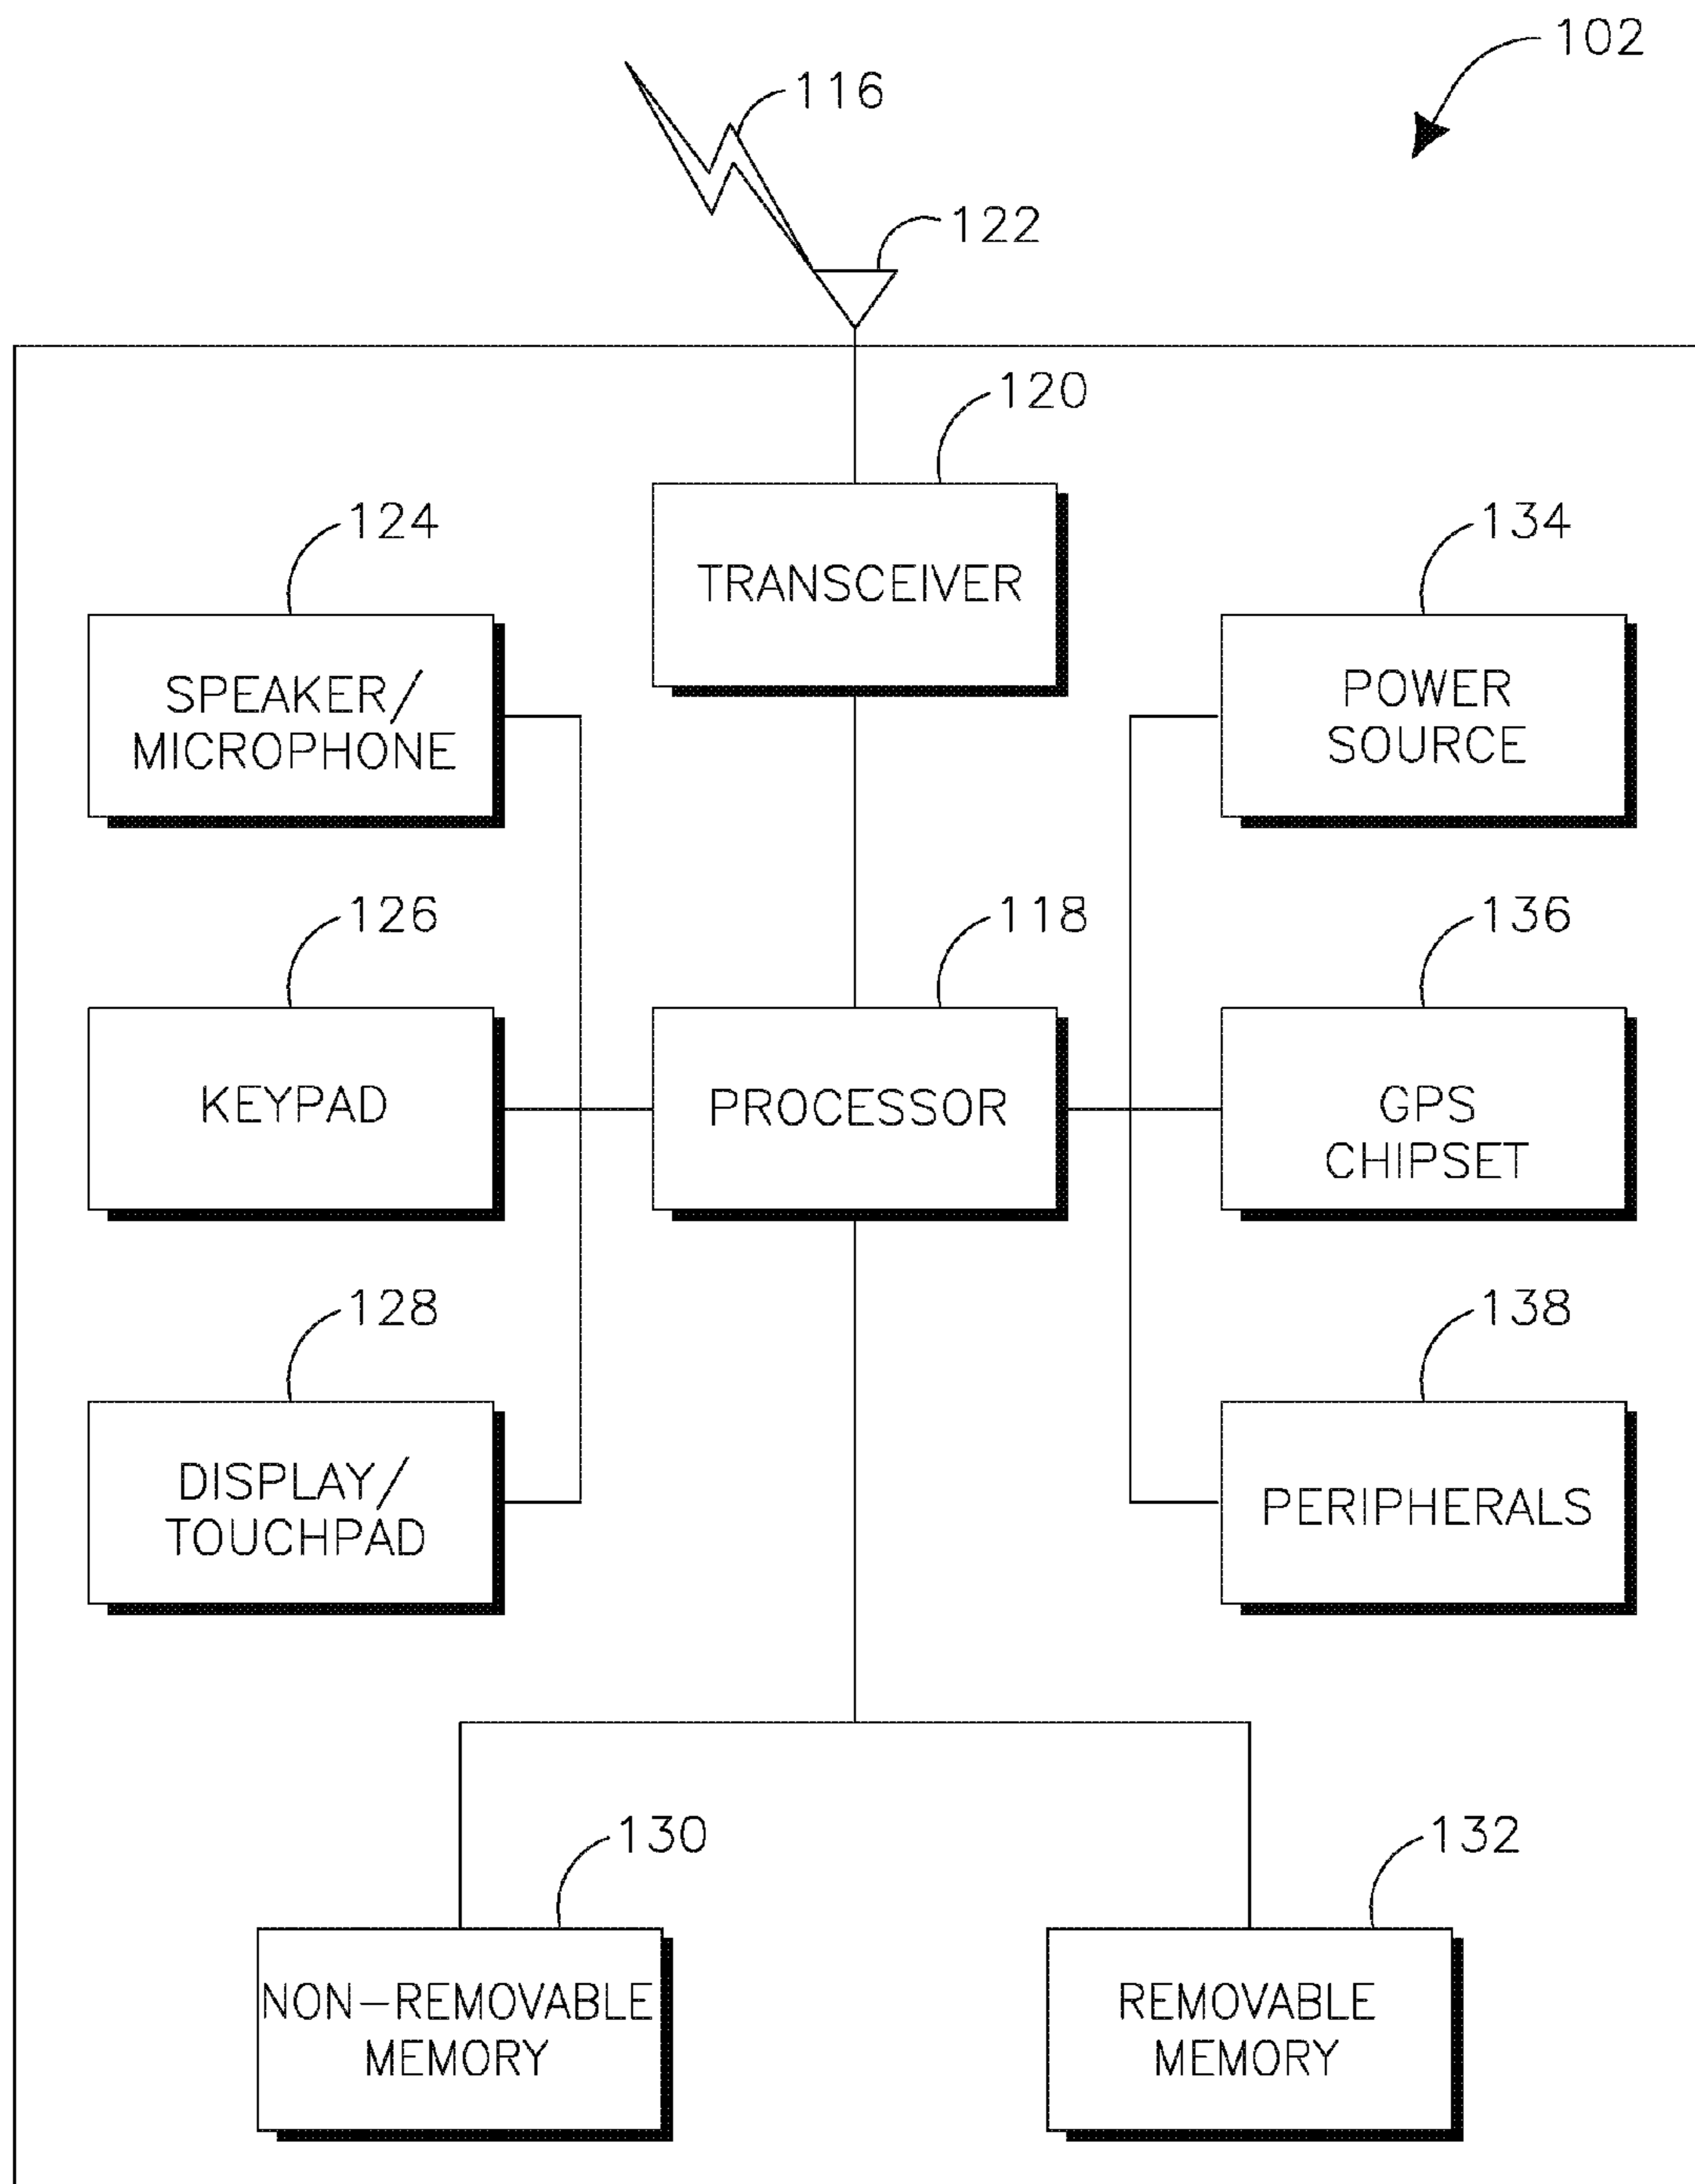 102
116
122
120
TRANSCEIVER
124
SPEAKER/
MICROPHONE
134
POWER
SOURCE
126
KEYPAD
118
PROCESSOR
136
GPS
CHIPSET
128
DISPLAY/
TOUCHPAD
138
PERIPHERALS
130
NON-REMOVABLE
MEMORY
132
REMOVABLE
MEMORY